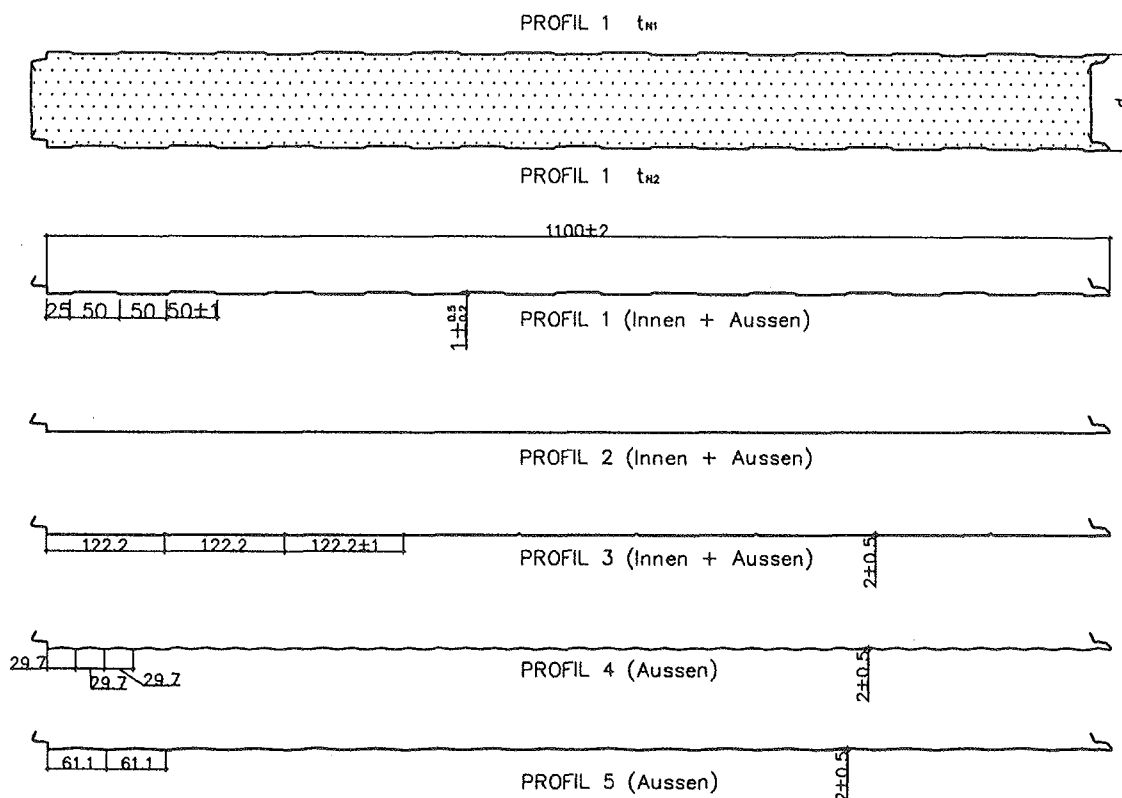 PROFIL 1 tN1
d
PROFIL 1 tN2
1100±2
25 50 50 50±1
1±0.5 0.2
PROFIL 1 (Innen + Aussen)
PROFIL 2 (Innen + Aussen)
122.2 122.2 122.2±1
2±0.5
PROFIL 3 (Innen + Aussen)
29.7 29.7 29.7
2±0.5
PROFIL 4 (Aussen)
61.1 61.1
2±0.5
PROFIL 5 (Aussen)